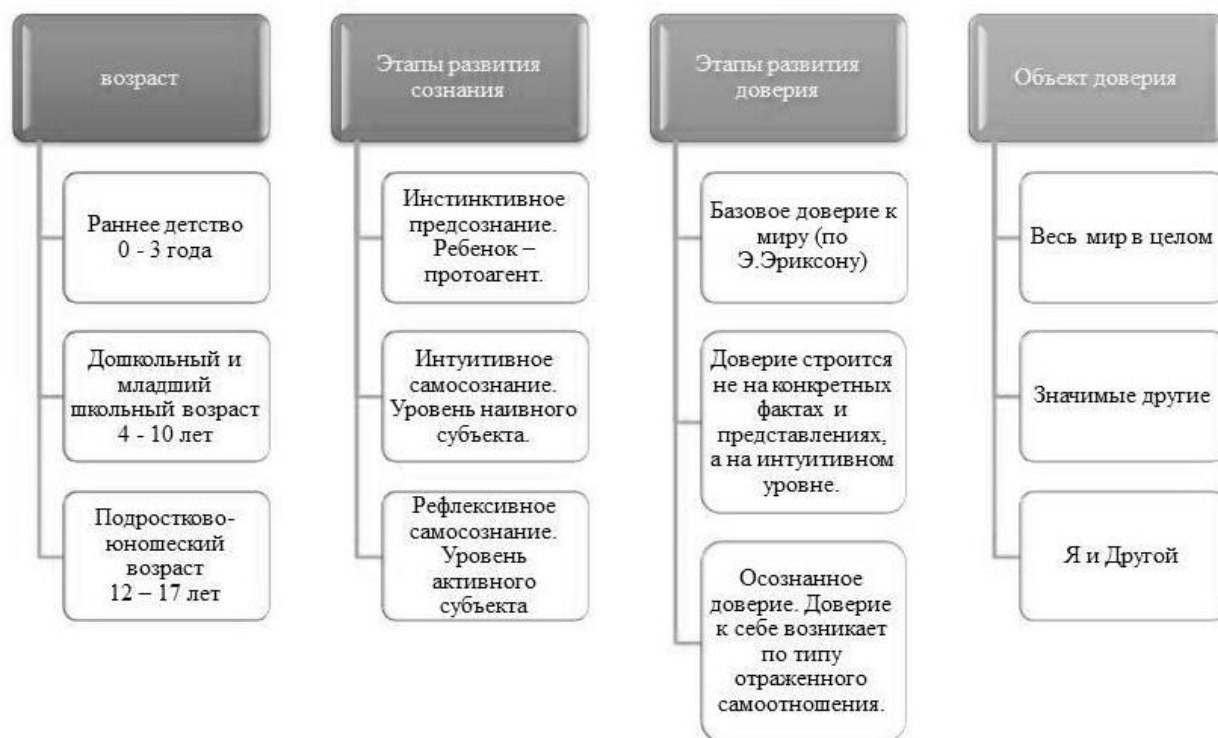 возраст
Раннее детство
0 - 3 года
Дошкольный и
младший
школьный возраст
4 - 10 лет
Подростково-
юношеский
возраст
12 – 17 лет
Этапы развития
сознания
Инстинктивное
предсознание.
Ребенок –
протоагент.
Интуитивное
самосознание.
Уровень наивного
субъекта.
Рефлексивное
самосознание.
Уровень
активного
субъекта
Этапы развития
доверия
Базовое доверие к
миру (по
Э.Эриксону)
Доверие строится
не на конкретных
фактах и
представлениях,
а на интуитивном
уровне.
Осознанное
доверие. Доверие
к себе возникает
по типу
отраженного
самоотношения.
Объект доверия
Весь мир в целом
Значимые другие
Я и Другой